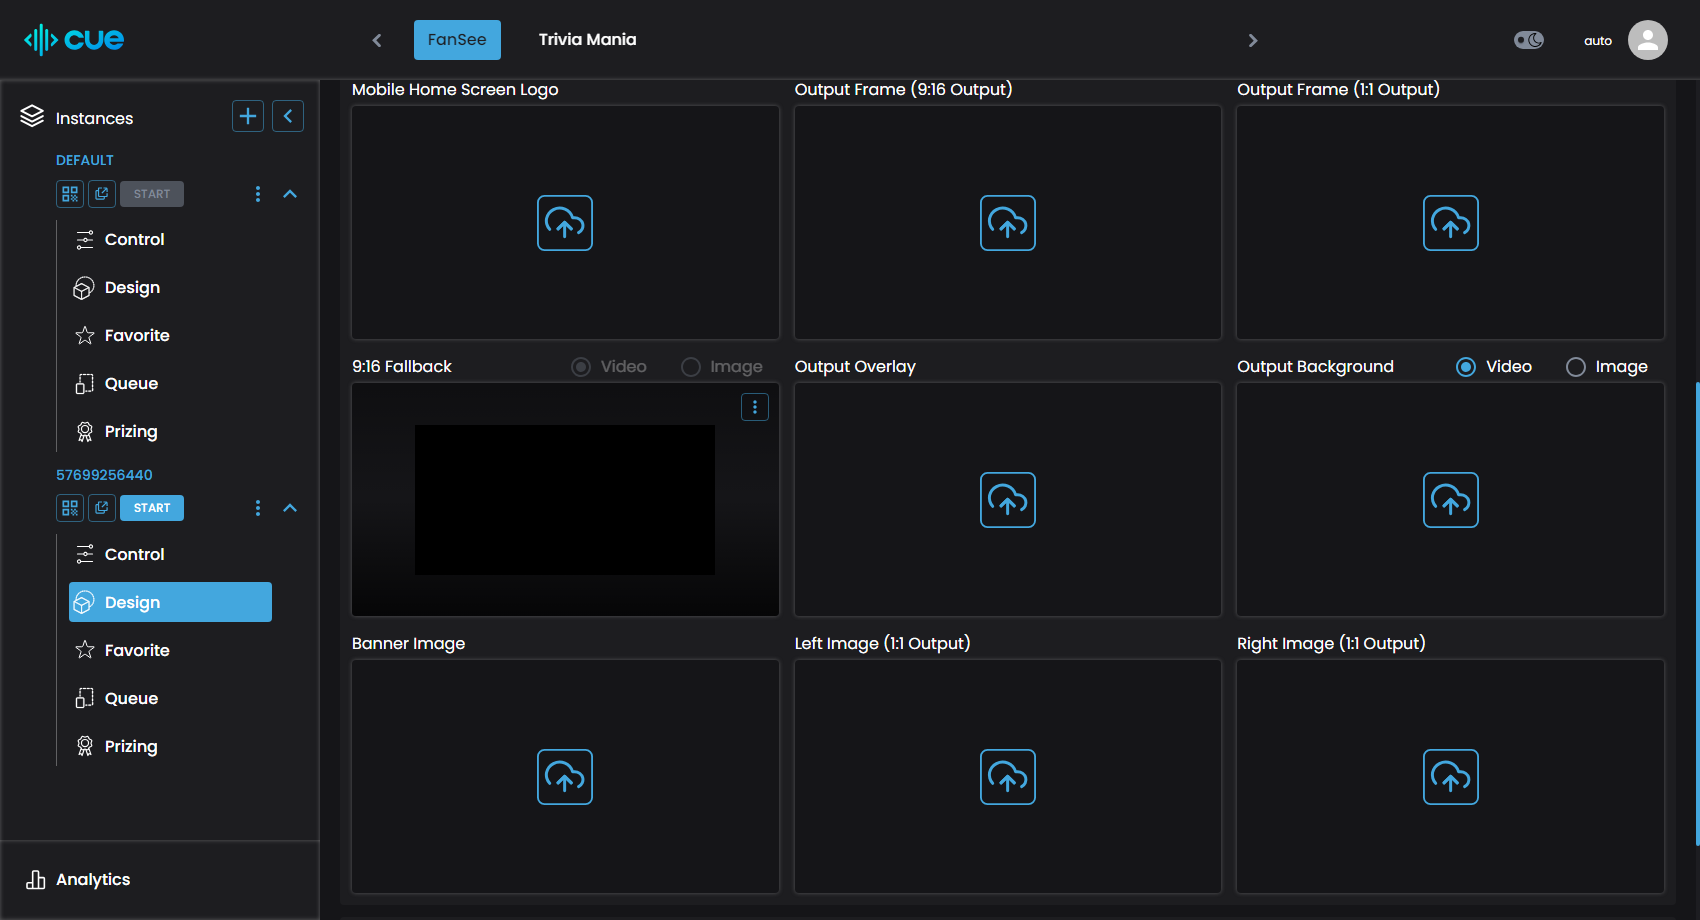 cue
FanSee
Trivia Mania
auto
Instances
DEFAULT
START
Control
Design
Favorite
Queue
Prizing
57699256440
START
Control
Design
Favorite
Queue
Prizing
Analytics
Mobile Home Screen Logo
Output Frame (9:16 Output)
Output Frame (1:1 Output)
9:16 Fallback
Video
Image
Output Overlay
Output Background
Video
Image
Banner Image
Left Image (1:1 Output)
Right Image (1:1 Output)